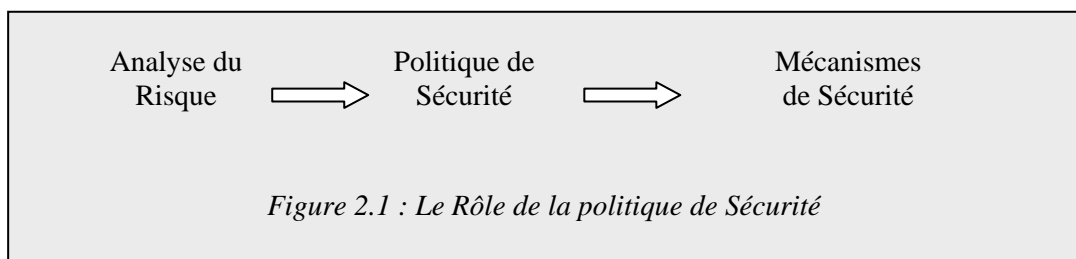 Analyse du
Risque
Politique de
Sécurité
Mécanismes
de Sécurité
Figure 2.1 : Le Rôle de la politique de Sécurité